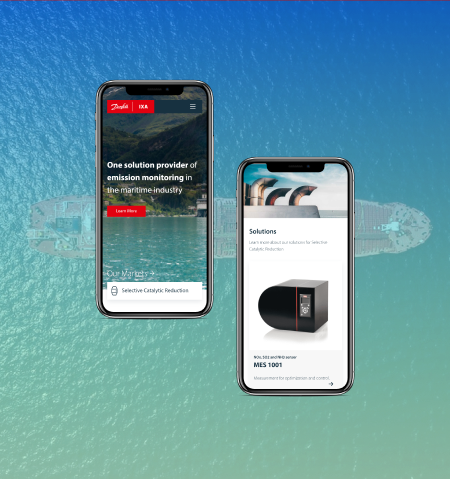 Danfoss IXA
One solution provider of
emission monitoring in
the maritime industry
Learn More
Our Markets
Selective Catalytic Reduction
Solutions
Learn more about our Solutions for Selective
Catalytic Reduction
NOx, SO2 and NH3 sensor
MES 1001
Measurement for optimization and control.